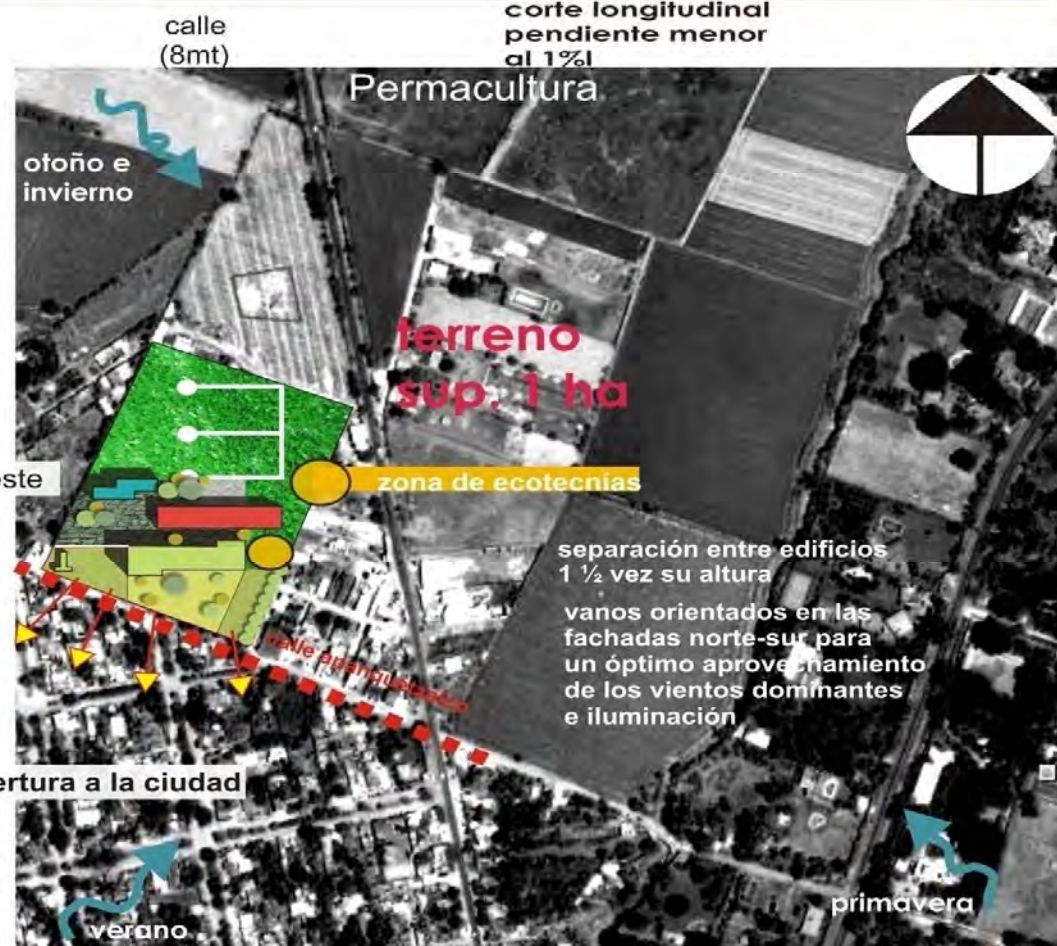 calle
(8mt)
corte longitudinal
pendiente menor
al 1%l
Permacultura
otoño e
invierno
terreno
sup. 1 ha
este
zona de ecotecnías
separación entre edificios
1 ½ vez su altura
vanos orientados en las
fachadas norte-sur para
un óptimo aprovechamiento
de los vientos dominantes
e iluminación
calle
ertura a la ciudad
verano
primavera